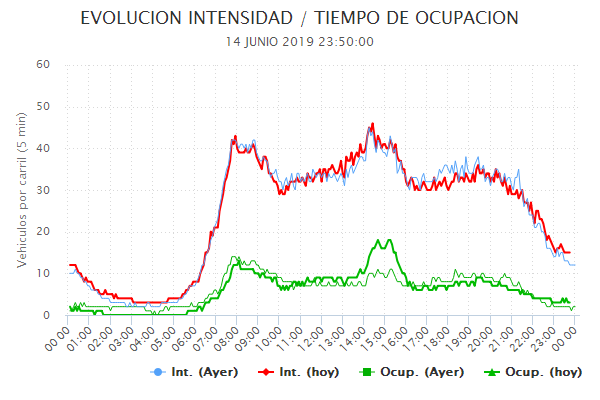 EVOLUCION INTENSIDAD / TIEMPO DE OCUPACION
14 JUNIO 2019 23:50:00
Vehículos por carril (5 min)
60
50
40
30
20
10
0
00:00 01:00 02:00 03:00 04:00 05:00 06:00 07:00 08:00 09:00 10:00 11:00 12:00 13:00 14:00 15:00 16:00 17:00 18:00 19:00 20:00 21:00 22:00 23:00 00:00
Int. (Ayer) Int. (hoy) Ocup. (Ayer) Ocup. (hoy)